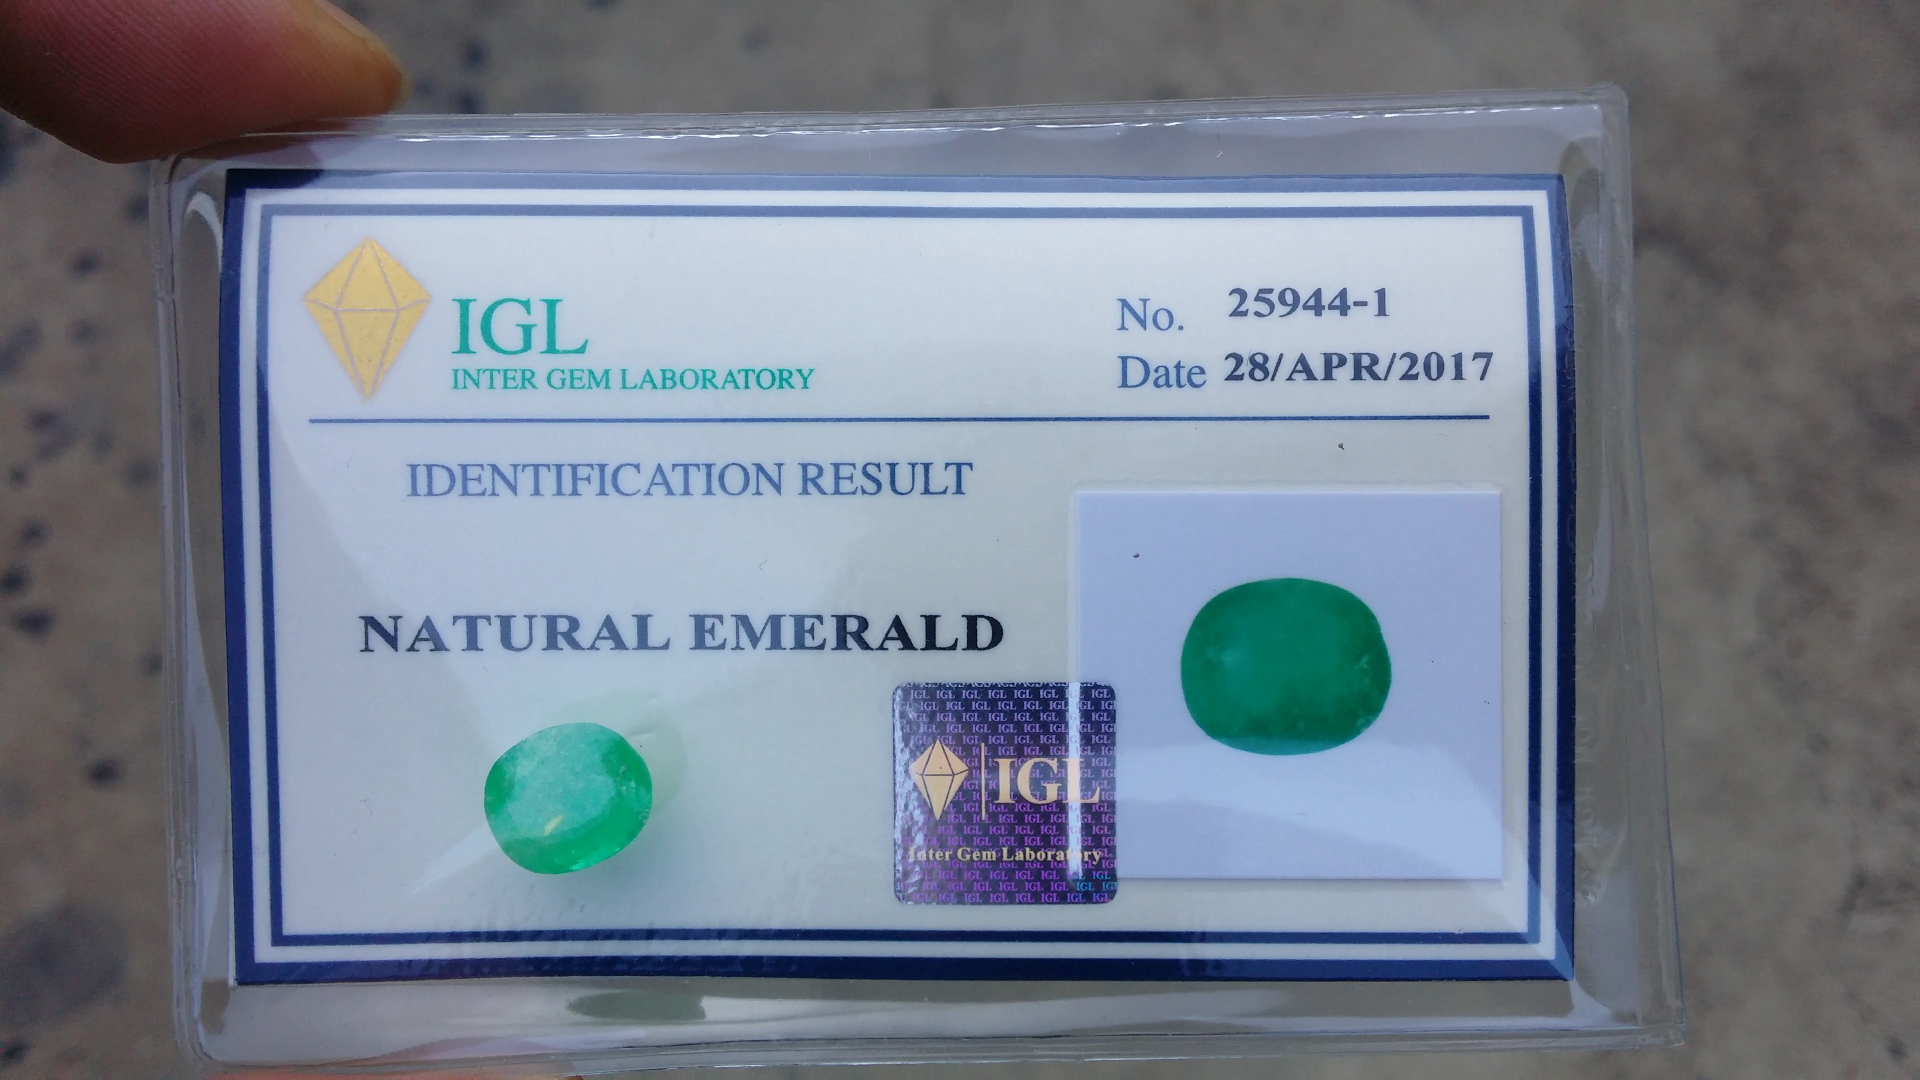 IGL
INTER GEM LABORATORY
No. 25944-1
Date 28/APR/2017
IDENTIFICATION RESULT
NATURAL EMERALD
IGL
Inter Gem Laboratory